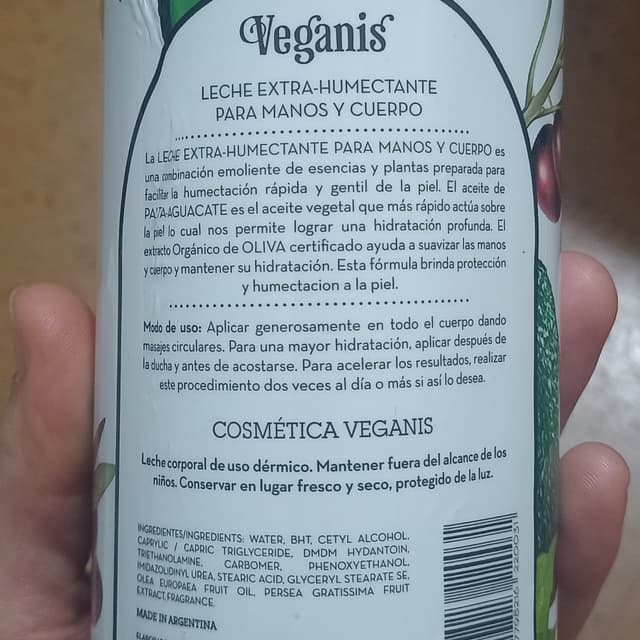 Veganis
LECHE EXTRA-HUMECTANTE
PARA MANOS Y CUERPO
La LECHE EXTRA-HUMECTANTE PARA MANOS Y CUERPO es
una combinación emoliente de esencias y plantas preparada para
facilitar la humectación rápida y gentil de la piel. El aceite de
PALTA-AGUACATE es el aceite vegetal que más rápido actúa sobre
la piel lo cual nos permite lograr una hidratación profunda. El
extracto Orgánico de OLIVA certificado ayuda a suavizar las manos
y cuerpo y mantener su hidratación. Esta fórmula brinda protección
y humectacion a la piel.
Modo de uso: Aplicar generosamente en todo el cuerpo dando
masajes circulares. Para una mayor hidratación, aplicar después de
la ducha y antes de acostarse. Para acelerar los resultados, realizar
este procedimiento dos veces al día o más si así lo desea.
COSMÉTICA VEGANIS
Leche corporal de uso dérmico. Mantener fuera del alcance de los
niños. Conservar en lugar fresco y seco, protegido de la luz.
INGREDIENTES/INGREDIENTS: WATER, BHT, CETYL ALCOHOL,
CAPRYLIC / CAPRIC TRIGLYCERIDE, DMDM HYDANTOIN,
TRIETHANOLAMINE, CARBOMER, PHENOXYETHANOL,
IMIDAZOLIDINYL UREA, STEARIC ACID, GLYCERYL STEARATE SE,
OLEA EUROPAEA FRUIT OIL, PERSEA GRATISSIMA FRUIT
EXTRACT, FRAGRANCE.
MADE IN ARGENTINA